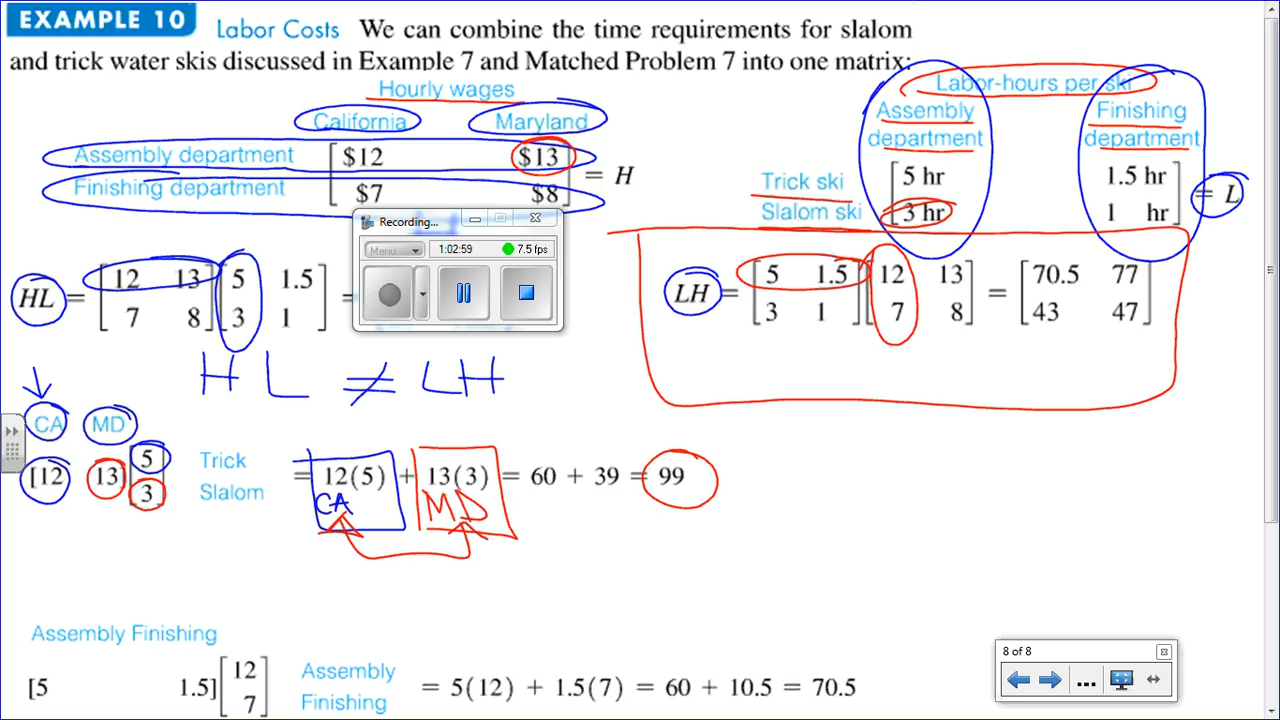 EXAMPLE 10 Labor Costs We can combine the time requirements for slalom
and trick water skis discussed in Example 7 and Matched Problem 7 into one matrix:
Hourly wages
California Maryland
Assembly department [ $12 $13 ]
Finishing department [ $7 $8 ] = H
Labor-hours per ski
Assembly department Finishing department
Trick ski [ 5 hr 1.5 hr ]
Slalom ski [ 3 hr 1 hr ] = L
Recording...
Menu 1:02:59 7.5 fps
HL = [ 12 13 ] [ 5 1.5 ] =
[ 7 8 ] [ 3 1 ]
LH = [ 5 1.5 ] [ 12 13 ] = [ 70.5 77 ]
[ 3 1 ] [ 7 8 ] [ 43 47 ]
H L ≠ LH
CA MD
[12 13] [ 5 ] Trick
[ 3 ] Slalom
= 12(5) + 13(3) = 60 + 39 = 99
CA MD
Assembly Finishing
[5 1.5] [ 12 ] Assembly
[ 7 ] Finishing
= 5(12) + 1.5(7) = 60 + 10.5 = 70.5
8 of 8
...